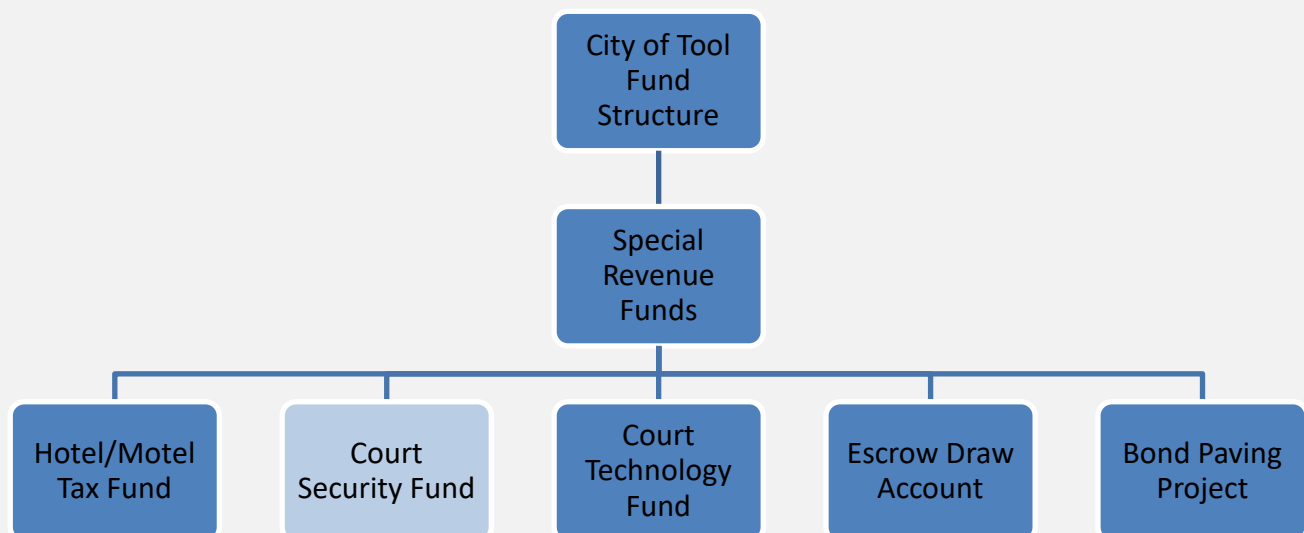 City of Tool
Fund
Structure
Special
Revenue
Funds
Hotel/Motel
Tax Fund
Court
Security Fund
Court
Technology
Fund
Escrow Draw
Account
Bond Paving
Project